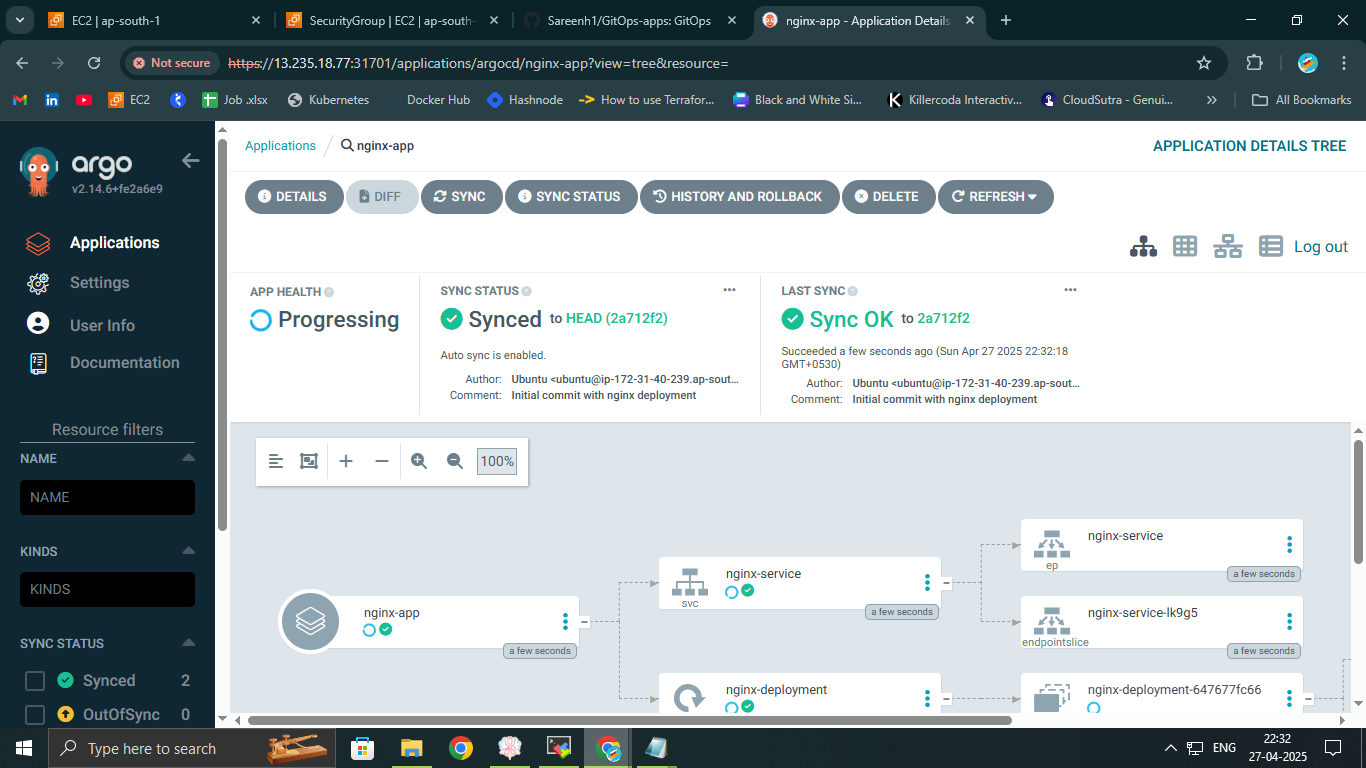 EC2 | ap-south-1
SecurityGroup | EC2 | ap-south-
Sareenh1/GitOps-apps: GitOps
nginx-app - Application Details
Not secure
https://13.235.18.77:31701/applications/argocd/nginx-app?view=tree&resource=
EC2
Job .xlsx
Kubernetes
Docker Hub
Hashnode
How to use Terrafor...
Black and White Si...
Killercoda Interactiv...
CloudSutra - Genui...
All Bookmarks
argo
v2.14.6+fe2a6e9
Applications
Settings
User Info
Documentation
Resource filters
NAME
NAME
KINDS
KINDS
SYNC STATUS
Synced 2
OutOfSync 0
Applications / nginx-app
APPLICATION DETAILS TREE
DETAILS
DIFF
SYNC
SYNC STATUS
HISTORY AND ROLLBACK
DELETE
REFRESH
Log out
APP HEALTH
Progressing
SYNC STATUS
Synced to HEAD (2a712f2)
Auto sync is enabled.
Author: Ubuntu <ubuntu@ip-172-31-40-239.ap-sout...
Comment: Initial commit with nginx deployment
LAST SYNC
Sync OK to 2a712f2
Succeeded a few seconds ago (Sun Apr 27 2025 22:32:18
GMT+0530)
Author: Ubuntu <ubuntu@ip-172-31-40-239.ap-sout...
Comment: Initial commit with nginx deployment
100%
nginx-app
a few seconds
nginx-service
svc
a few seconds
nginx-deployment
nginx-service
ep
a few seconds
nginx-service-lk9g5
endpointslice
a few seconds
nginx-deployment-647677fc66
Type here to search
ENG
22:32
27-04-2025